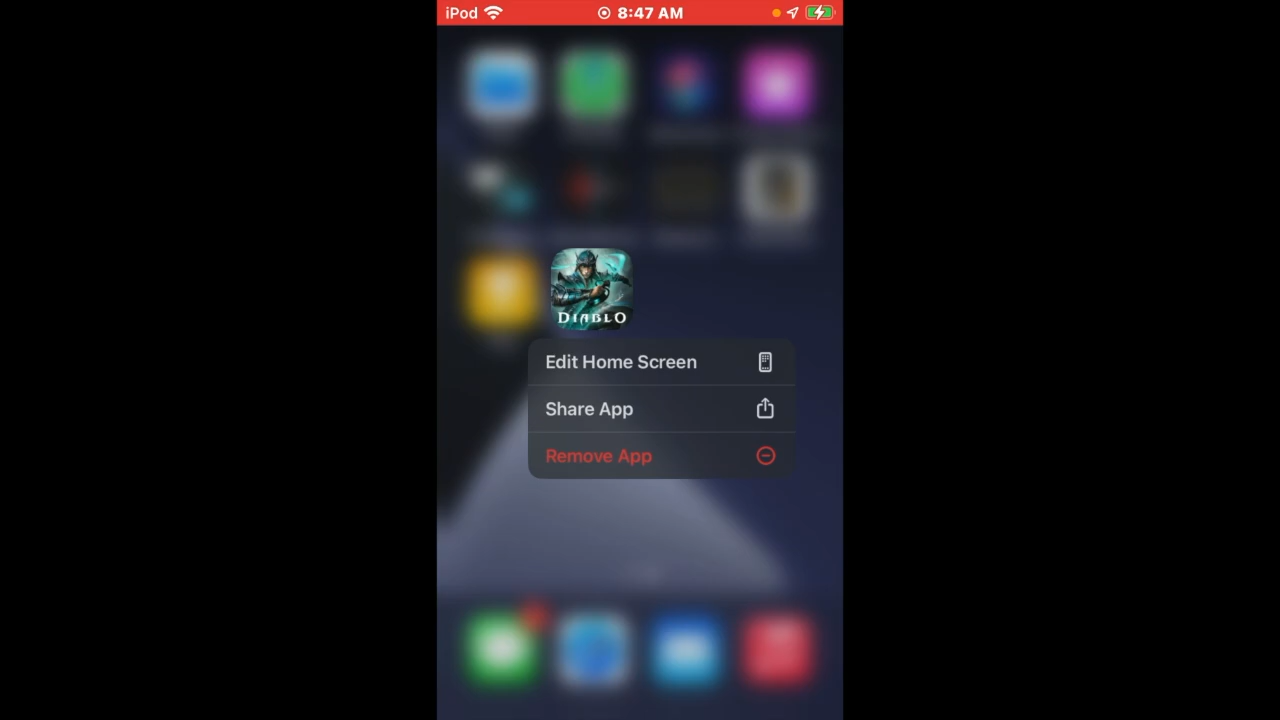 iPod 8:47 AM
DIABLO
Edit Home Screen
Share App
Remove App